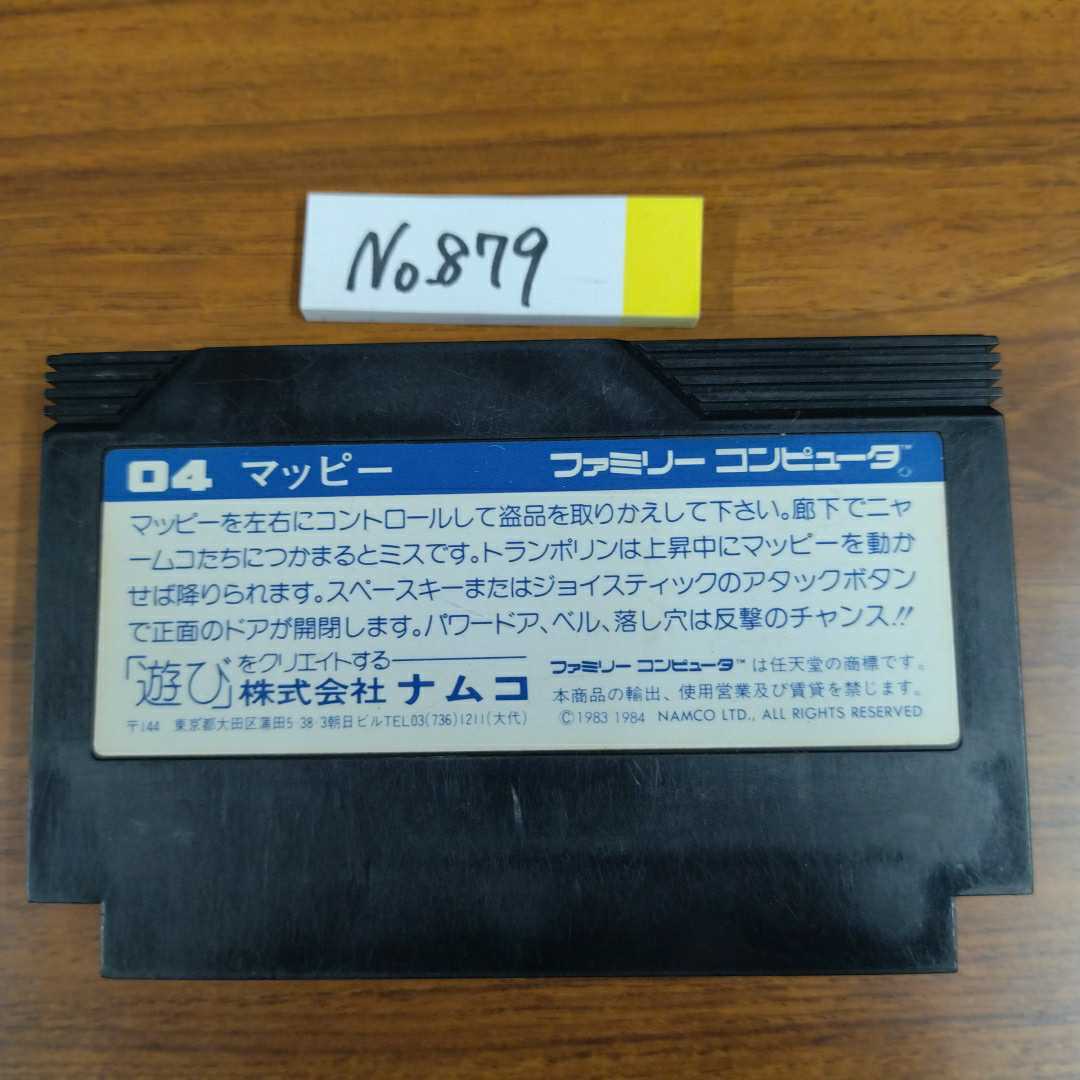 No.879
04 マッピー ファミリー コンピュータ™
マッピーを左右にコントロールして盗品を取りかえして下さい。廊下でニャ
ームコたちにつかまるとミスです。トランポリンは上昇中にマッピーを動か
せば降りられます。スペースキーまたはジョイスティックのアタックボタン
で正面のドアが開閉します。パワードア、ベル、落し穴は反撃のチャンス!!
「遊び」をクリエイトする
株式会社 ナムコ
〒144 東京都大田区蒲田5-38-3朝日ビルTEL.03(736)1211(大代)
ファミリー コンピュータ™ は任天堂の商標です。
本商品の輸出、使用営業及び賃貸を禁じます。
©1983 1984 NAMCO LTD., ALL RIGHTS RESERVED